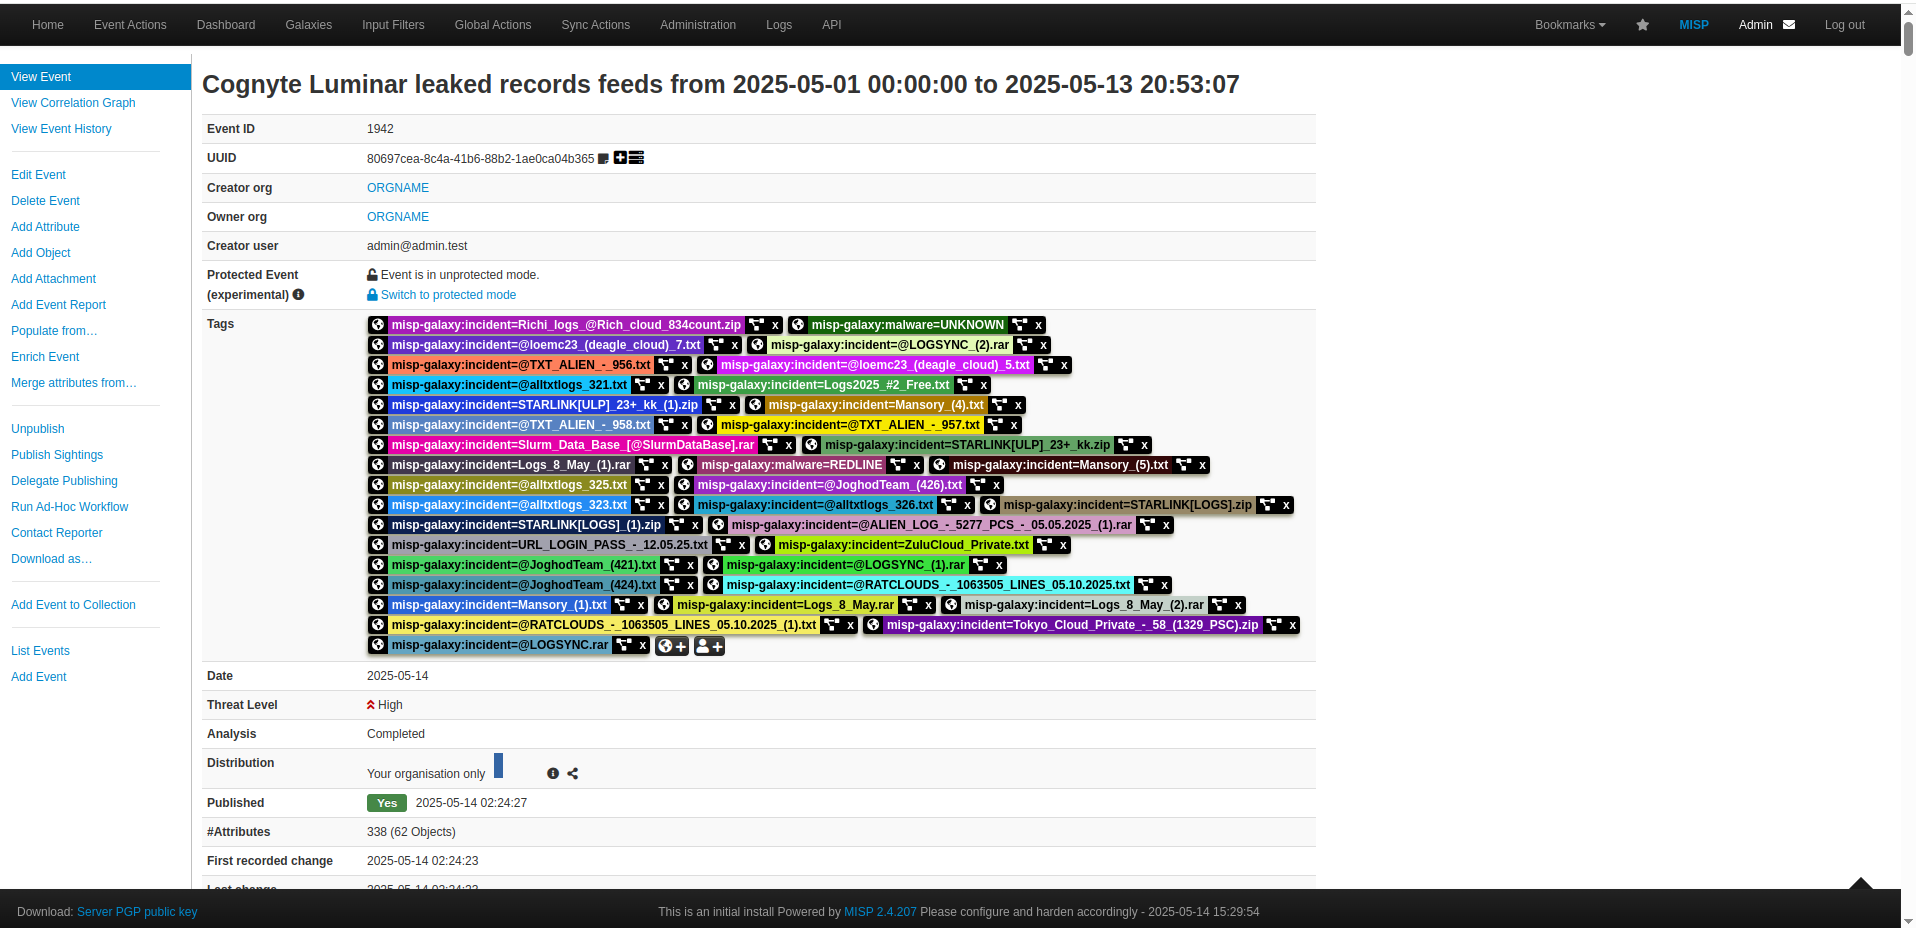 Home Event Actions Dashboard Galaxies Input Filters Global Actions Sync Actions Administration Logs API Bookmarks MISP Admin Log out
View Event
View Correlation Graph
View Event History
Edit Event
Delete Event
Add Attribute
Add Object
Add Attachment
Add Event Report
Populate from…
Enrich Event
Merge attributes from…
Unpublish
Publish Sightings
Delegate Publishing
Run Ad-Hoc Workflow
Contact Reporter
Download as…
Add Event to Collection
List Events
Add Event
Cognyte Luminar leaked records feeds from 2025-05-01 00:00:00 to 2025-05-13 20:53:07
Event ID 1942
UUID 80697cea-8c4a-41b6-88b2-1ae0ca04b365
Creator org ORGNAME
Owner org ORGNAME
Creator user admin@admin.test
Protected Event Event is in unprotected mode.
(experimental) Switch to protected mode
Tags misp-galaxy:incident=Richi_logs_@Rich_cloud_834count.zip x misp-galaxy:malware=UNKNOWN x
misp-galaxy:incident=@loemc23_(deagle_cloud)_7.txt x misp-galaxy:incident=@LOGSYNC_(2).rar x
misp-galaxy:incident=@TXT_ALIEN_-_956.txt x misp-galaxy:incident=@loemc23_(deagle_cloud)_5.txt x
misp-galaxy:incident=@alltxtlogs_321.txt x misp-galaxy:incident=Logs2025_#2_Free.txt x
misp-galaxy:incident=STARLINK[ULP]_23+_kk_(1).zip x misp-galaxy:incident=Mansory_(4).txt x
misp-galaxy:incident=@TXT_ALIEN_-_958.txt x misp-galaxy:incident=@TXT_ALIEN_-_957.txt x
misp-galaxy:incident=Slurm_Data_Base_[@SlurmDataBase].rar x misp-galaxy:incident=STARLINK[ULP]_23+_kk.zip x
misp-galaxy:incident=Logs_8_May_(1).rar x misp-galaxy:malware=REDLINE x misp-galaxy:incident=Mansory_(5).txt x
misp-galaxy:incident=@alltxtlogs_325.txt x misp-galaxy:incident=@JoghodTeam_(426).txt x
misp-galaxy:incident=@alltxtlogs_323.txt x misp-galaxy:incident=@alltxtlogs_326.txt x misp-galaxy:incident=STARLINK[LOGS].zip x
misp-galaxy:incident=STARLINK[LOGS]_(1).zip x misp-galaxy:incident=@ALIEN_LOG_-_5277_PCS_-_05.05.2025_(1).rar x
misp-galaxy:incident=URL_LOGIN_PASS_-_12.05.25.txt x misp-galaxy:incident=ZuluCloud_Private.txt x
misp-galaxy:incident=@JoghodTeam_(421).txt x misp-galaxy:incident=@LOGSYNC_(1).rar x
misp-galaxy:incident=@JoghodTeam_(424).txt x misp-galaxy:incident=@RATCLOUDS_-_1063505_LINES_05.10.2025.txt x
misp-galaxy:incident=Mansory_(1).txt x misp-galaxy:incident=Logs_8_May.rar x misp-galaxy:incident=Logs_8_May_(2).rar x
misp-galaxy:incident=@RATCLOUDS_-_1063505_LINES_05.10.2025_(1).txt x misp-galaxy:incident=Tokyo_Cloud_Private_-_58_(1329_PSC).zip x
misp-galaxy:incident=@LOGSYNC.rar x + +
Date 2025-05-14
Threat Level High
Analysis Completed
Distribution Your organisation only
Published Yes 2025-05-14 02:24:27
#Attributes 338 (62 Objects)
First recorded change 2025-05-14 02:24:23
Last change 2025-05-14 02:24:23
Download: Server PGP public key This is an initial install Powered by MISP 2.4.207 Please configure and harden accordingly - 2025-05-14 15:29:54